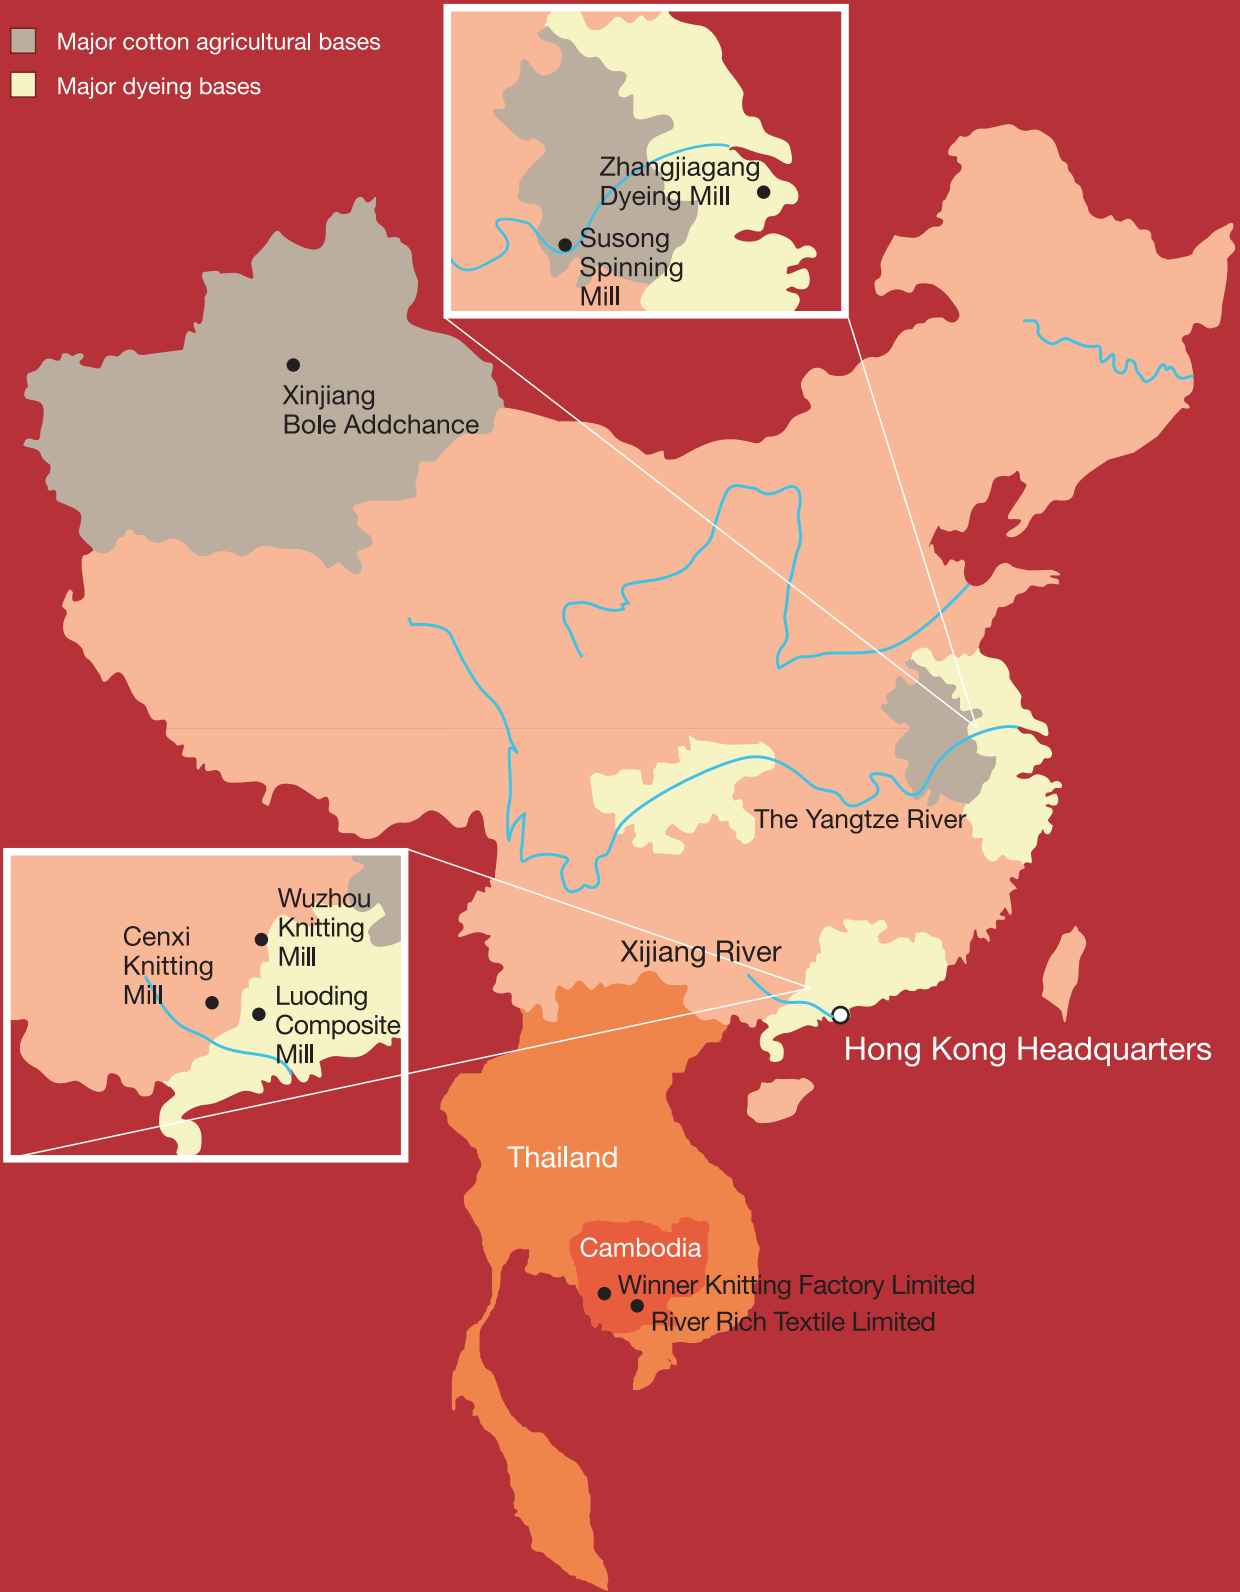 Major cotton agricultural bases
Major dyeing bases
Zhangjiagang
Dyeing Mill
Susong
Spinning
Mill
Xinjiang
Bole Addchance
The Yangtze River
Wuzhou
Knitting
Mill
Cenxi
Knitting
Mill
Luoding
Composite
Mill
Xijiang River
Hong Kong Headquarters
Thailand
Cambodia
Winner Knitting Factory Limited
River Rich Textile Limited